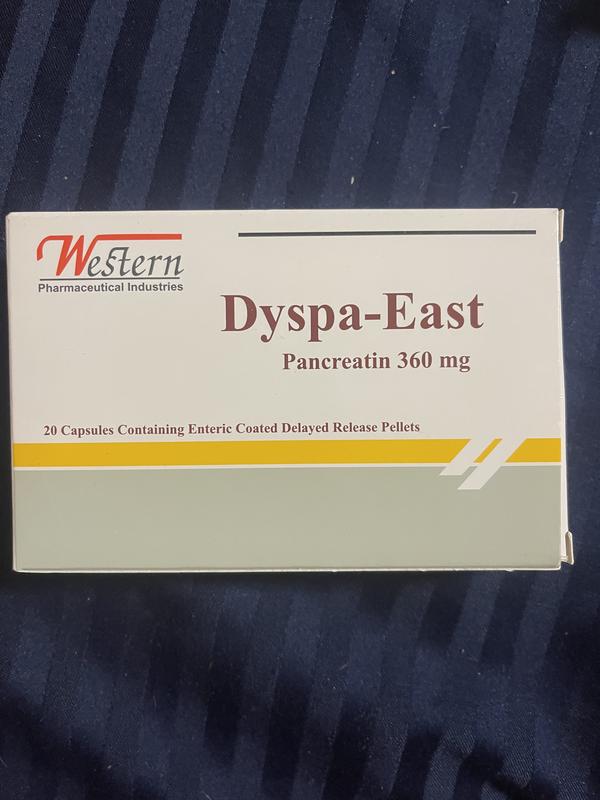 Western
Pharmaceutical Industries
Dyspa-East
Pancreatin 360 mg
20 Capsules Containing Enteric Coated Delayed Release Pellets